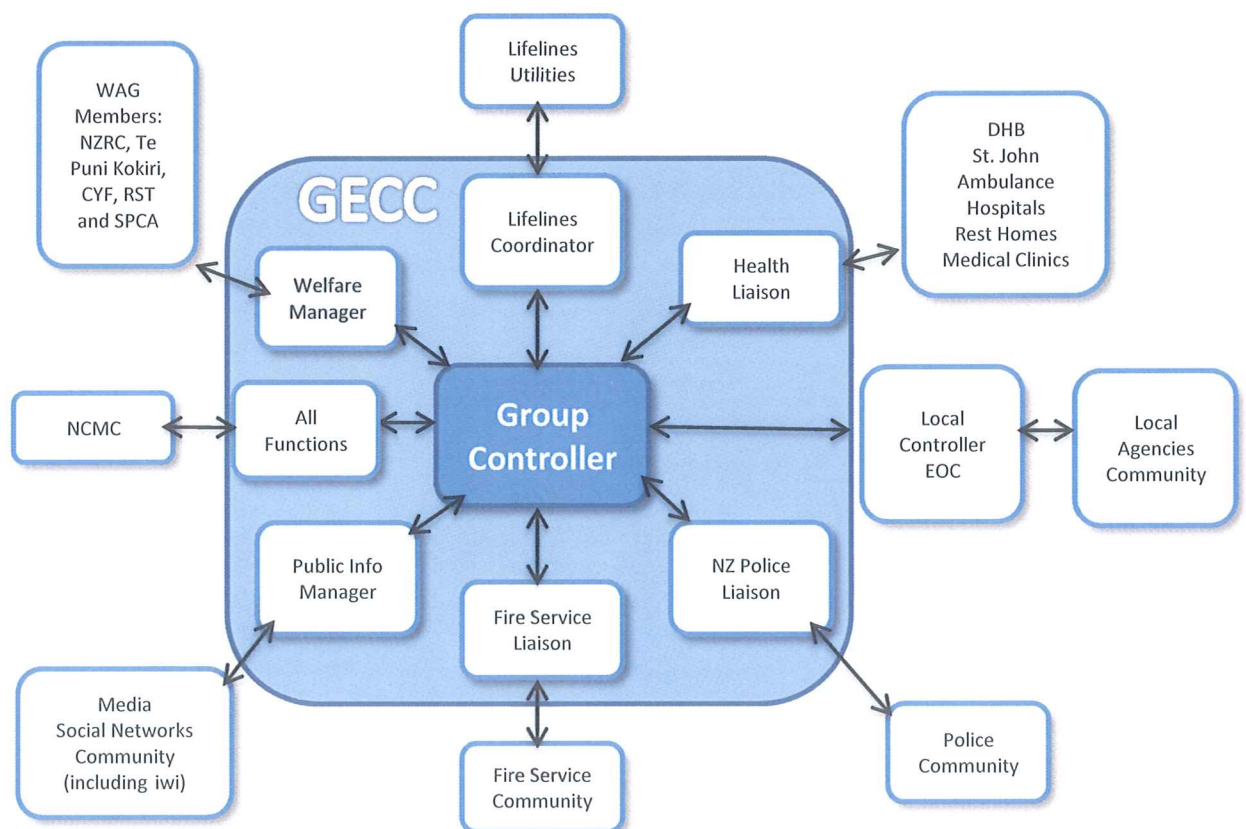 Lifelines
Utilities
WAG
Members:
NZRC, Te
Puni Kokiri,
CYF, RST
and SPCA
DHB
St. John
Ambulance
Hospitals
Rest Homes
Medical Clinics
GECC
Lifelines
Coordinator
Welfare
Manager
Health
Liaison
NCMC
All
Functions
Group
Controller
Local
Controller
EOC
Local
Agencies
Community
Public Info
Manager
Fire Service
Liaison
NZ Police
Liaison
Media
Social Networks
Community
(including iwi)
Fire Service
Community
Police
Community